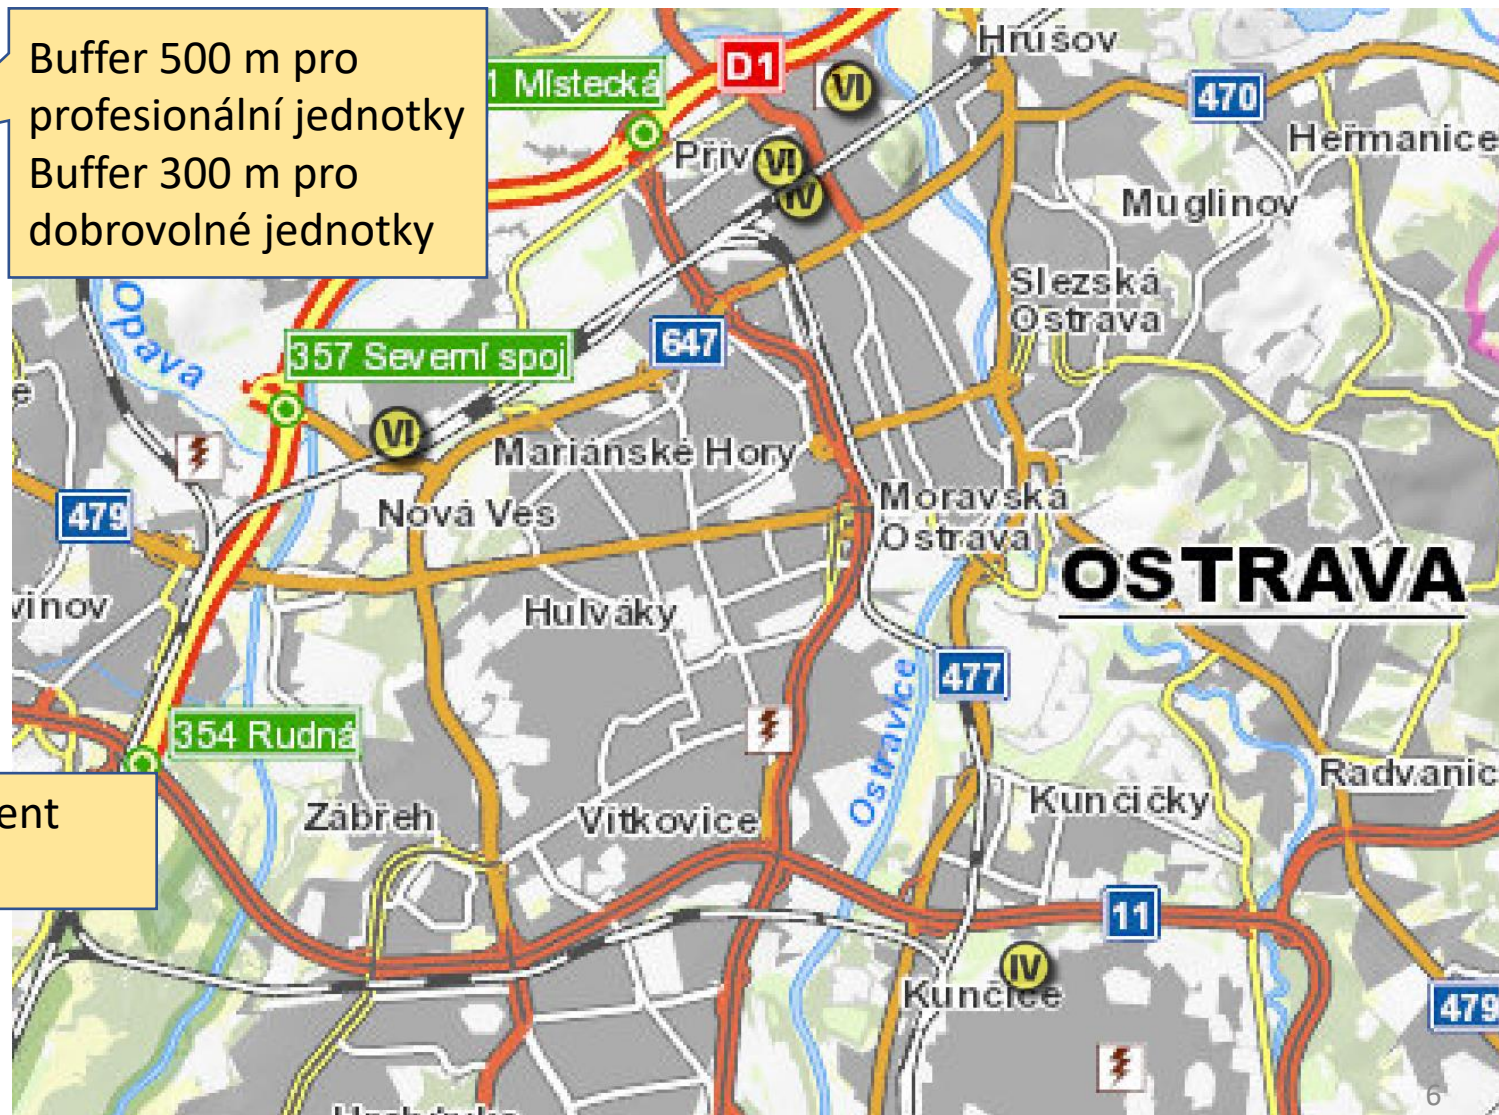 Buffer 500 m pro
profesionální jednotky
Buffer 300 m pro
dobrovolné jednotky
1 Místecká
D1
VI
Hrušov
470
Heřmanice
Přív
VI
IV
Muglinov
Slezská
Ostrava
Opava
357 Severní spoj
647
VI
Mariánské Hory
479
Nová Ves
Moravská
Ostrava
OSTRAVA
vinov
Hulváky
477
354 Rudná
Ostravice
Radvanic
Kunčičky
ent
Zábřeh
Vítkovice
11
IV
Kunčice
479
6